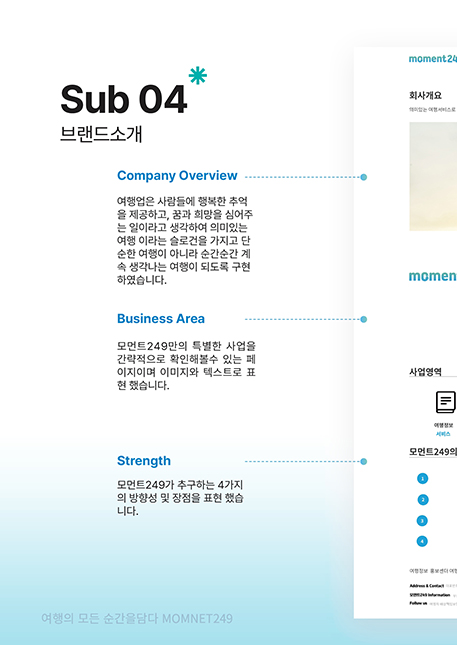 Sub 04
브랜드소개
Company Overview
여행업은 사람들에 행복한 추억
을 제공하고, 꿈과 희망을 심어주
는 일이라고 생각하여 의미있는
여행 이라는 슬로건을 가지고 단
순한 여행이 아니라 순간순간 계
속 생각나는 여행이 되도록 구현
하였습니다.
Business Area
모먼트249만의 특별한 사업을
간략적으로 확인해볼수 있는 페
이지이며 이미지와 텍스트로 표
현 했습니다.
Strength
모먼트249가 추구하는 4가지
의 방향성 및 장점을 표현 했습
니다.
여행의 모든 순간을담다 MOMNET249
moment24
회사개요
의미있는 여행서비스로
momen
사업영역
여행정보
서비스
모먼트249의
1
2
3
4
여행정보 홍보센터 여행
Address & Contact
모먼트249 Information
Follow us